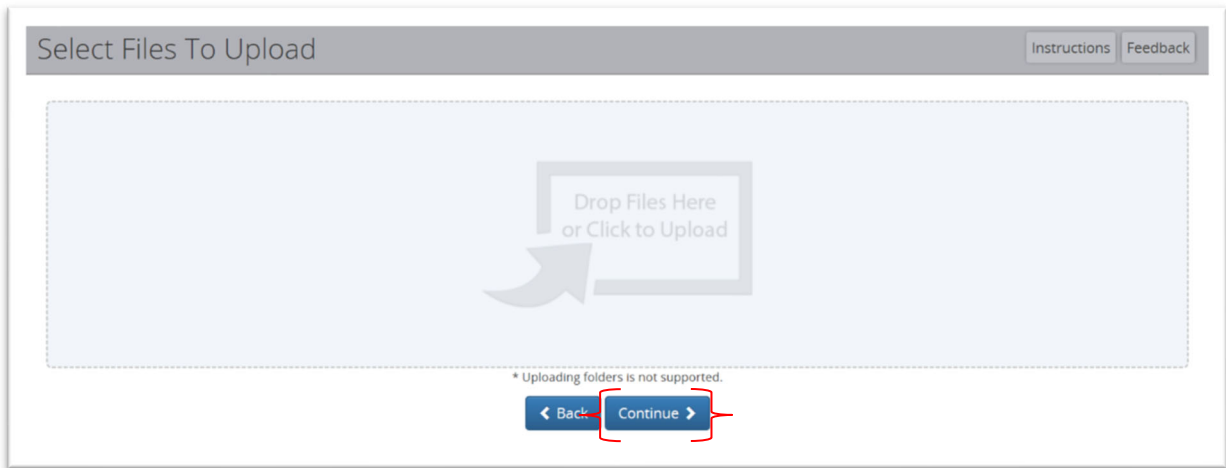 Select Files To Upload
Instructions Feedback
Drop Files Here
or Click to Upload
* Uploading folders is not supported.
Back Continue